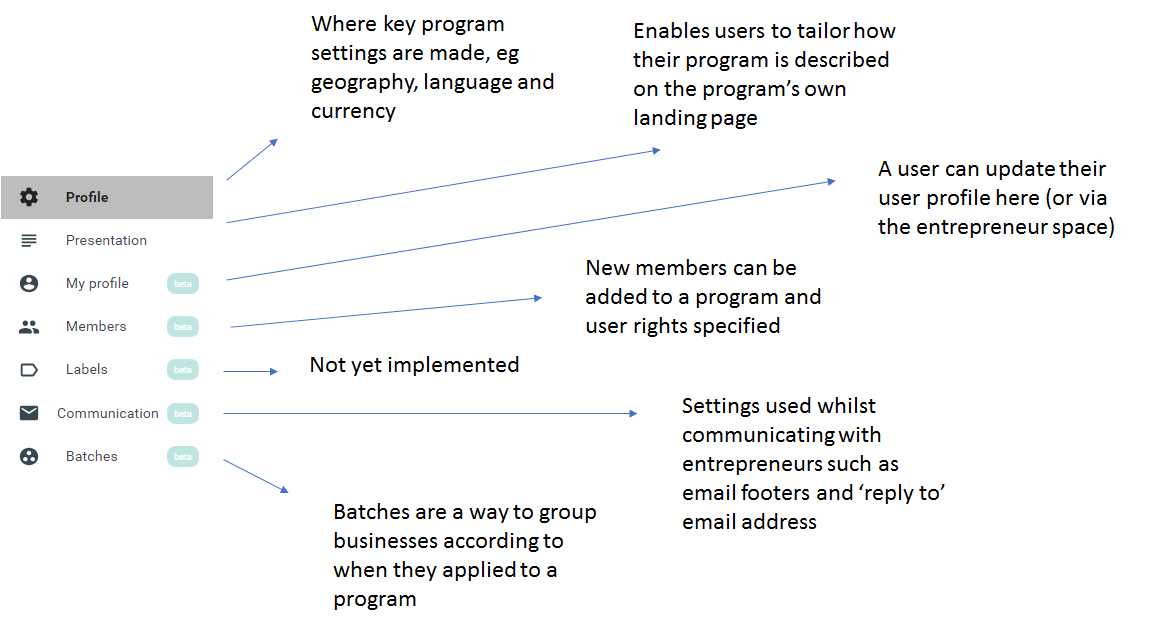 Where key program
settings are made, eg
geography, language and
currency
Enables users to tailor how
their program is described
on the program’s own
landing page
A user can update their
user profile here (or via
the entrepreneur space)
Profile
Presentation
My profile beta
Members beta
Labels beta
Communication beta
Batches beta
New members can be
added to a program and
user rights specified
Not yet implemented
Settings used whilst
communicating with
entrepreneurs such as
email footers and ‘reply to’
email address
Batches are a way to group
businesses according to
when they applied to a
program